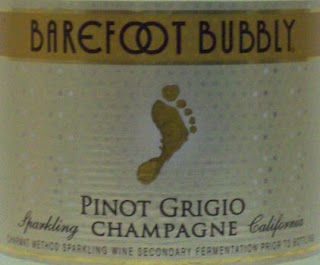 BAREFOOT BUBBLY
PINOT GRIGIO
Sparkling CHAMPAGNE California
CHARMAT METHOD SPARKLING WINE SECONDARY FERMENTATION PRIOR TO BOTTLING